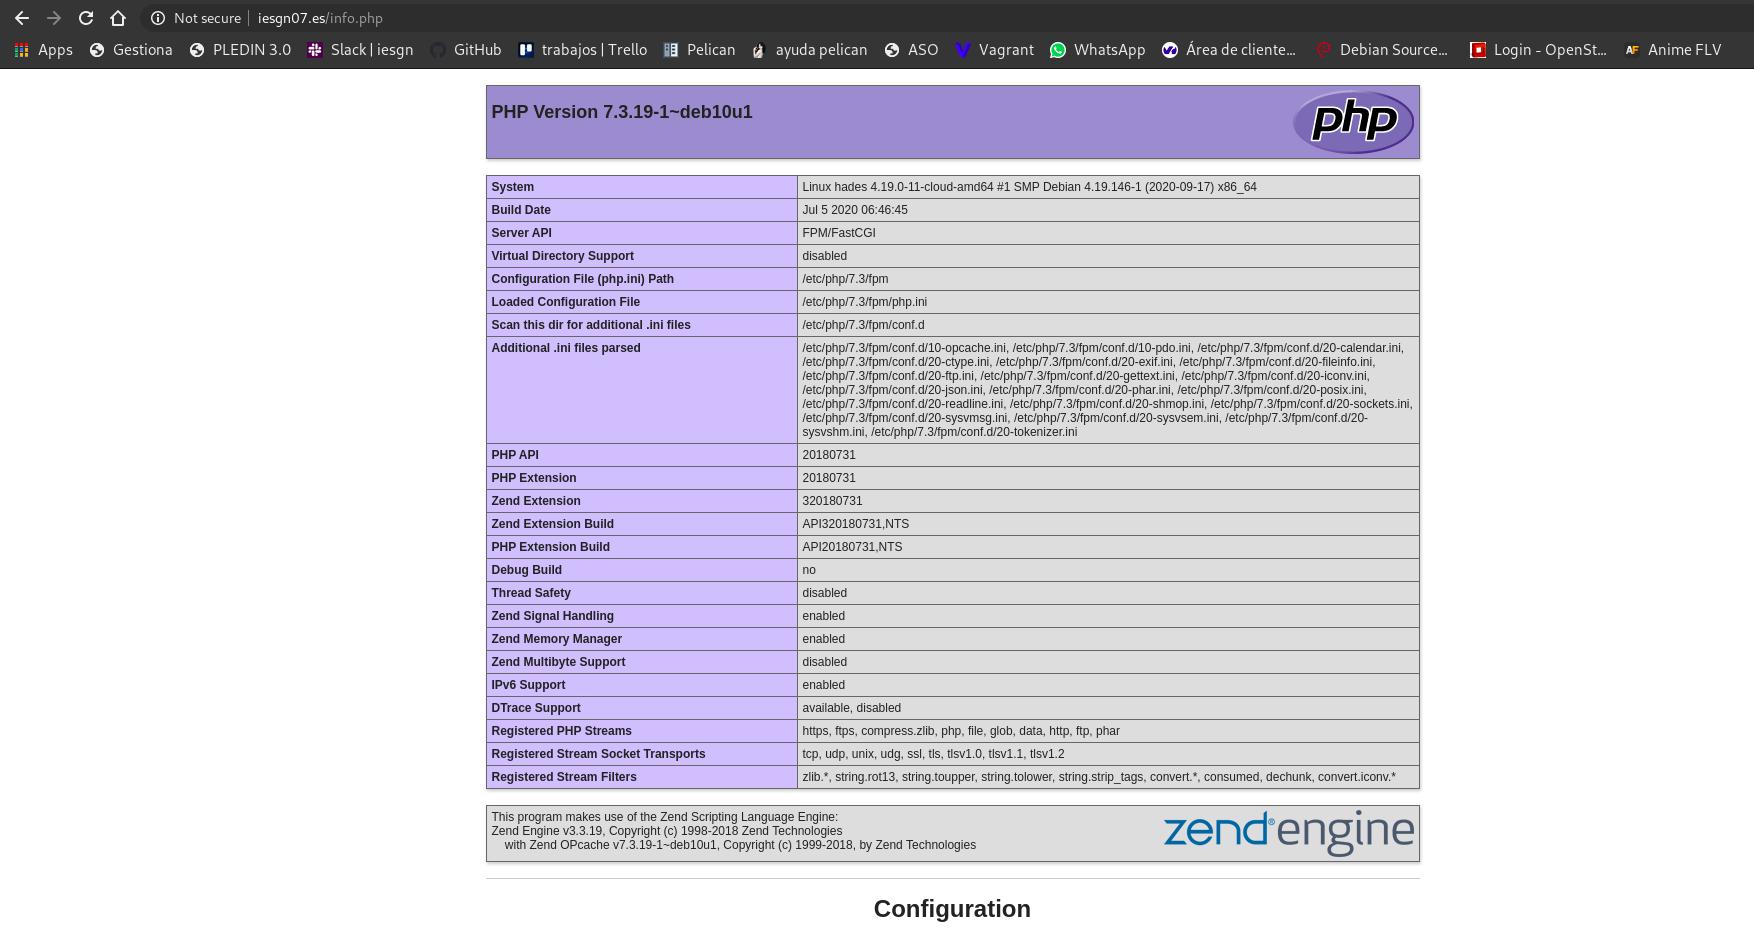 Not secure | iesgn07.es/info.php
Apps Gestiona PLEDIN 3.0 Slack | iesgn GitHub trabajos | Trello Pelican ayuda pelican ASO Vagrant WhatsApp Área de cliente... Debian Source... Login - OpenSt... Anime FLV
PHP Version 7.3.19-1~deb10u1
php
System Linux hades 4.19.0-11-cloud-amd64 #1 SMP Debian 4.19.146-1 (2020-09-17) x86_64
Build Date Jul 5 2020 06:46:45
Server API FPM/FastCGI
Virtual Directory Support disabled
Configuration File (php.ini) Path /etc/php/7.3/fpm
Loaded Configuration File /etc/php/7.3/fpm/php.ini
Scan this dir for additional .ini files /etc/php/7.3/fpm/conf.d
Additional .ini files parsed /etc/php/7.3/fpm/conf.d/10-opcache.ini, /etc/php/7.3/fpm/conf.d/10-pdo.ini, /etc/php/7.3/fpm/conf.d/20-calendar.ini,
/etc/php/7.3/fpm/conf.d/20-ctype.ini, /etc/php/7.3/fpm/conf.d/20-exif.ini, /etc/php/7.3/fpm/conf.d/20-fileinfo.ini,
/etc/php/7.3/fpm/conf.d/20-ftp.ini, /etc/php/7.3/fpm/conf.d/20-gettext.ini, /etc/php/7.3/fpm/conf.d/20-iconv.ini,
/etc/php/7.3/fpm/conf.d/20-json.ini, /etc/php/7.3/fpm/conf.d/20-phar.ini, /etc/php/7.3/fpm/conf.d/20-posix.ini,
/etc/php/7.3/fpm/conf.d/20-readline.ini, /etc/php/7.3/fpm/conf.d/20-shmop.ini, /etc/php/7.3/fpm/conf.d/20-sockets.ini,
/etc/php/7.3/fpm/conf.d/20-sysvmsg.ini, /etc/php/7.3/fpm/conf.d/20-sysvsem.ini, /etc/php/7.3/fpm/conf.d/20-
sysvshm.ini, /etc/php/7.3/fpm/conf.d/20-tokenizer.ini
PHP API 20180731
PHP Extension 20180731
Zend Extension 320180731
Zend Extension Build API320180731,NTS
PHP Extension Build API20180731,NTS
Debug Build no
Thread Safety disabled
Zend Signal Handling enabled
Zend Memory Manager enabled
Zend Multibyte Support disabled
IPv6 Support enabled
DTrace Support available, disabled
Registered PHP Streams https, ftps, compress.zlib, php, file, glob, data, http, ftp, phar
Registered Stream Socket Transports tcp, udp, unix, udg, ssl, tls, tlsv1.0, tlsv1.1, tlsv1.2
Registered Stream Filters zlib.*, string.rot13, string.toupper, string.tolower, string.strip_tags, convert.*, consumed, dechunk, convert.iconv.*
This program makes use of the Zend Scripting Language Engine:
Zend Engine v3.3.19, Copyright (c) 1998-2018 Zend Technologies
with Zend OPcache v7.3.19-1~deb10u1, Copyright (c) 1999-2018, by Zend Technologies
zend® engine
Configuration